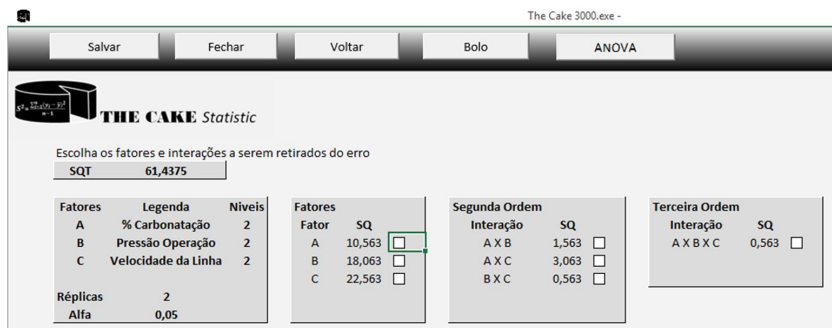 The Cake 3000.exe -
Salvar Fechar Voltar Bolo ANOVA
THE CAKE Statistic
Escolha os fatores e interações a serem retirados do erro
SQT 61,4375
Fatores Legenda Níveis
A % Carbonatação 2
B Pressão Operação 2
C Velocidade da Linha 2
Réplicas 2
Alfa 0,05
Fatores
Fator SQ
A 10,563
B 18,063
C 22,563
Segunda Ordem
Interação SQ
A X B 1,563
A X C 3,063
B X C 0,563
Terceira Ordem
Interação SQ
A X B X C 0,563